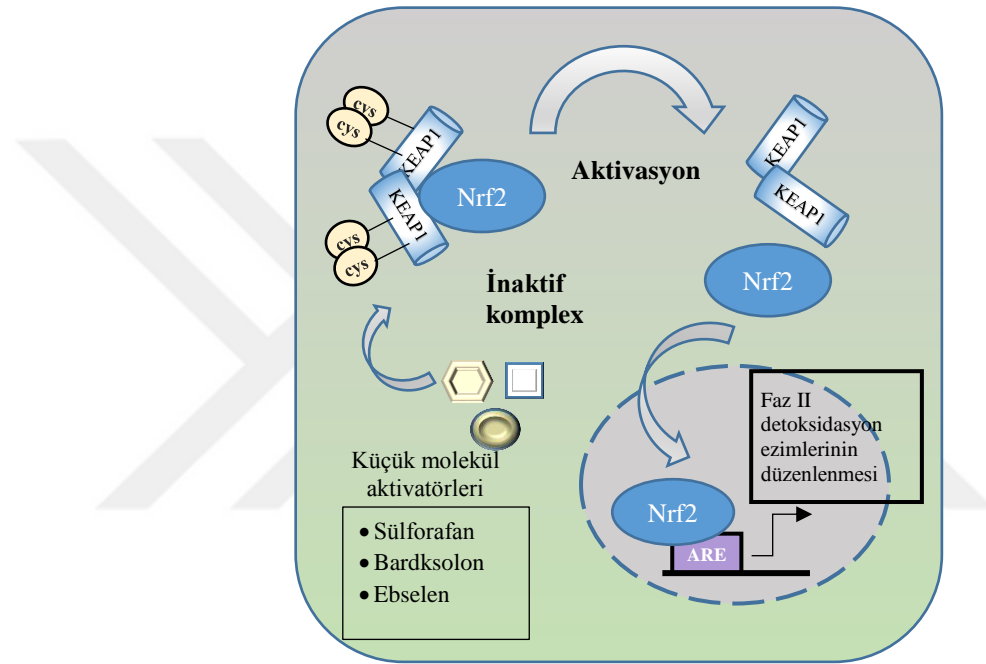 cys
cys
KEAP1
KEAP1
Nrf2
cys
cys
Aktivasyon
KEAP1
KEAP1
Nrf2
İnaktif
komplex
Küçük molekül
aktivatörleri
• Sülforafan
• Bardksolon
• Ebselen
Faz II
detoksidasyon
ezimlerinin
düzenlenmesi
Nrf2
ARE